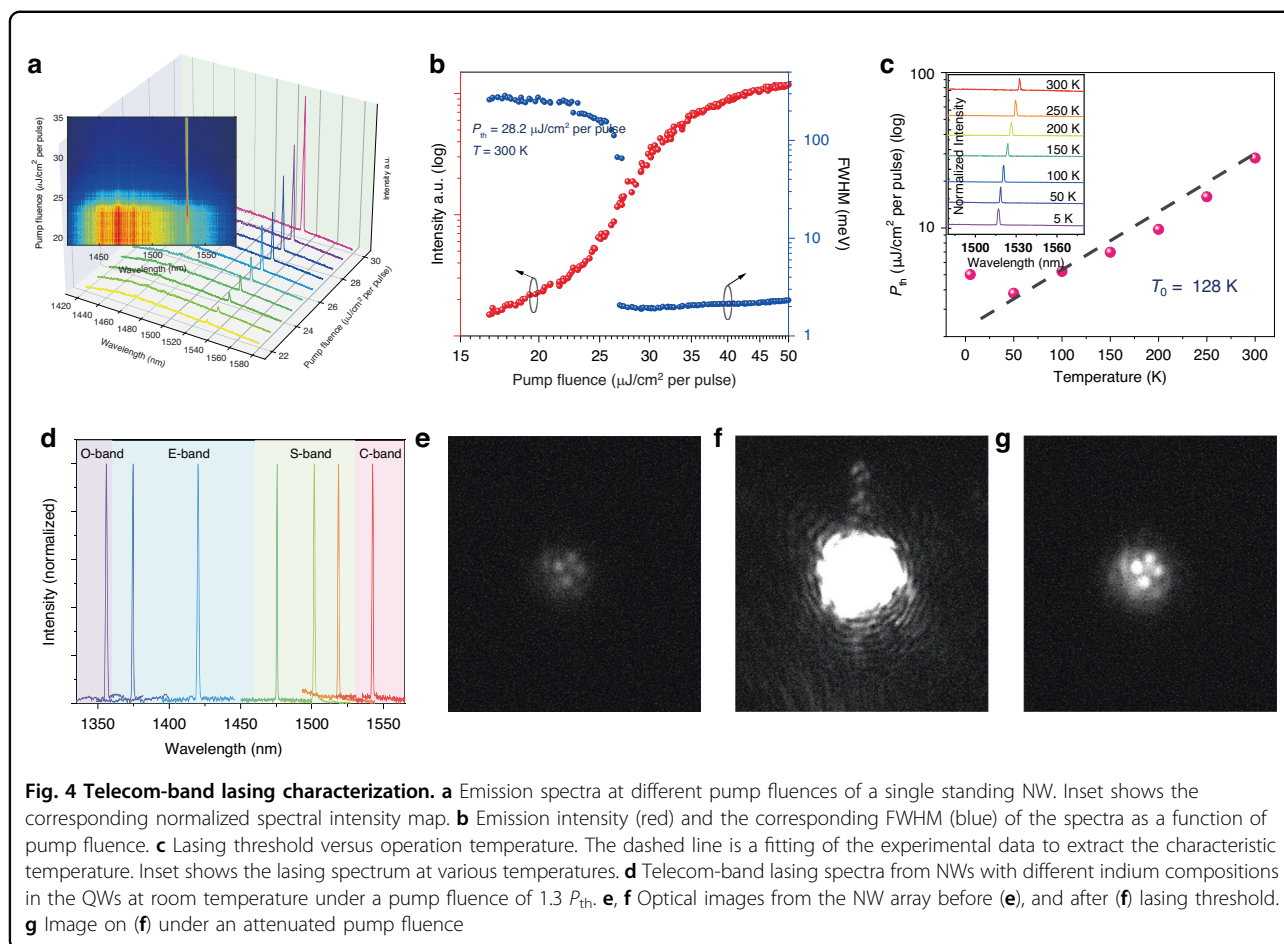 a
35
30
25
20
Pump fluence (μJ/cm² per pulse)
1450
1500
1550
Wavelength (nm)
Intensity a.u.
1420
1440
1460
1480
1500
1520
1540
1560
1580
Wavelength (nm)
22
24
26
28
30
Pump fluence (μJ/cm² per pulse)
b
Intensity a.u. (log)
Pth = 28.2 μJ/cm² per pulse
T = 300 K
100
10
1
FWHM (meV)
15
20
25
30
35
40
45
50
Pump fluence (μJ/cm² per pulse)
c
100
10
Pth (μJ/cm² per pulse) (log)
Normalized Intensity
300 K
250 K
200 K
150 K
100 K
50 K
5 K
1500
1530
1560
Wavelength (nm)
T0 = 128 K
0
50
100
150
200
250
300
Temperature (K)
d
O-band
E-band
S-band
C-band
Intensity (normalized)
1350
1400
1450
1500
1550
Wavelength (nm)
e
f
g
Fig. 4 Telecom-band lasing characterization. a Emission spectra at different pump fluences of a single standing NW. Inset shows the
corresponding normalized spectral intensity map. b Emission intensity (red) and the corresponding FWHM (blue) of the spectra as a function of
pump fluence. c Lasing threshold versus operation temperature. The dashed line is a fitting of the experimental data to extract the characteristic
temperature. Inset shows the lasing spectrum at various temperatures. d Telecom-band lasing spectra from NWs with different indium compositions
in the QWs at room temperature under a pump fluence of 1.3 Pth. e, f Optical images from the NW array before (e), and after (f) lasing threshold.
g Image on (f) under an attenuated pump fluence